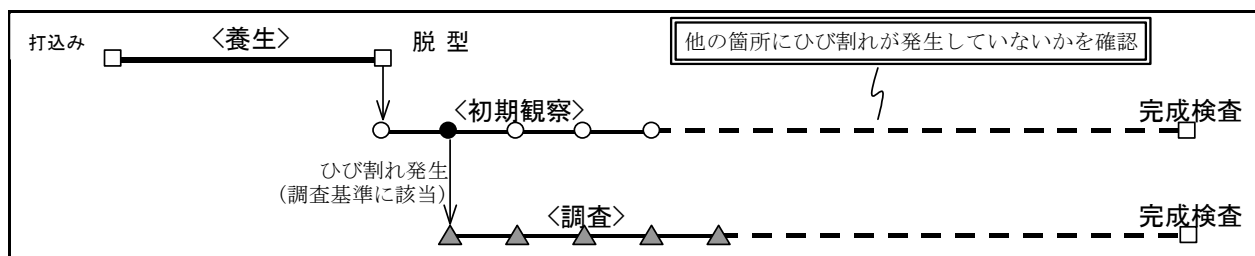 打込み
〈養生〉
脱 型
他の箇所にひび割れが発生していないかを確認
〈初期観察〉
完成検査
ひび割れ発生
(調査基準に該当)
〈調査〉
完成検査